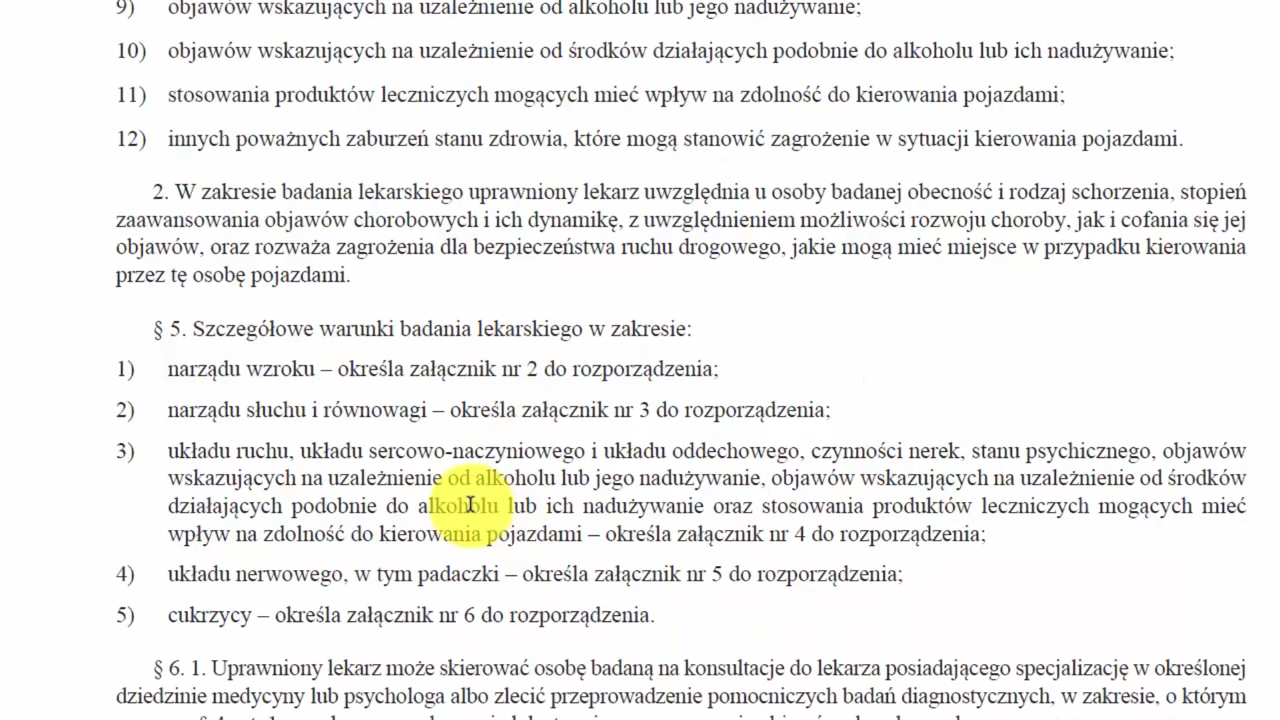 9) objawów wskazujących na uzależnienie od alkoholu lub jego nadużywanie;
10) objawów wskazujących na uzależnienie od środków działających podobnie do alkoholu lub ich nadużywanie;
11) stosowania produktów leczniczych mogących mieć wpływ na zdolność do kierowania pojazdami;
12) innych poważnych zaburzeń stanu zdrowia, które mogą stanowić zagrożenie w sytuacji kierowania pojazdami.
2. W zakresie badania lekarskiego uprawniony lekarz uwzględnia u osoby badanej obecność i rodzaj schorzenia, stopień
zaawansowania objawów chorobowych i ich dynamikę, z uwzględnieniem możliwości rozwoju choroby, jak i cofania się jej
objawów, oraz rozważa zagrożenia dla bezpieczeństwa ruchu drogowego, jakie mogą mieć miejsce w przypadku kierowania
przez tę osobę pojazdami.
§ 5. Szczegółowe warunki badania lekarskiego w zakresie:
1) narządu wzroku – określa załącznik nr 2 do rozporządzenia;
2) narządu słuchu i równowagi – określa załącznik nr 3 do rozporządzenia;
3) układu ruchu, układu sercowo-naczyniowego i układu oddechowego, czynności nerek, stanu psychicznego, objawów
wskazujących na uzależnienie od alkoholu lub jego nadużywanie, objawów wskazujących na uzależnienie od środków
działających podobnie do alkoholu lub ich nadużywanie oraz stosowania produktów leczniczych mogących mieć
wpływ na zdolność do kierowania pojazdami – określa załącznik nr 4 do rozporządzenia;
4) układu nerwowego, w tym padaczki – określa załącznik nr 5 do rozporządzenia;
5) cukrzycy – określa załącznik nr 6 do rozporządzenia.
§ 6. 1. Uprawniony lekarz może skierować osobę badaną na konsultacje do lekarza posiadającego specjalizację w określonej
dziedzinie medycyny lub psychologa albo zlecić przeprowadzenie pomocniczych badań diagnostycznych, w zakresie, o którym